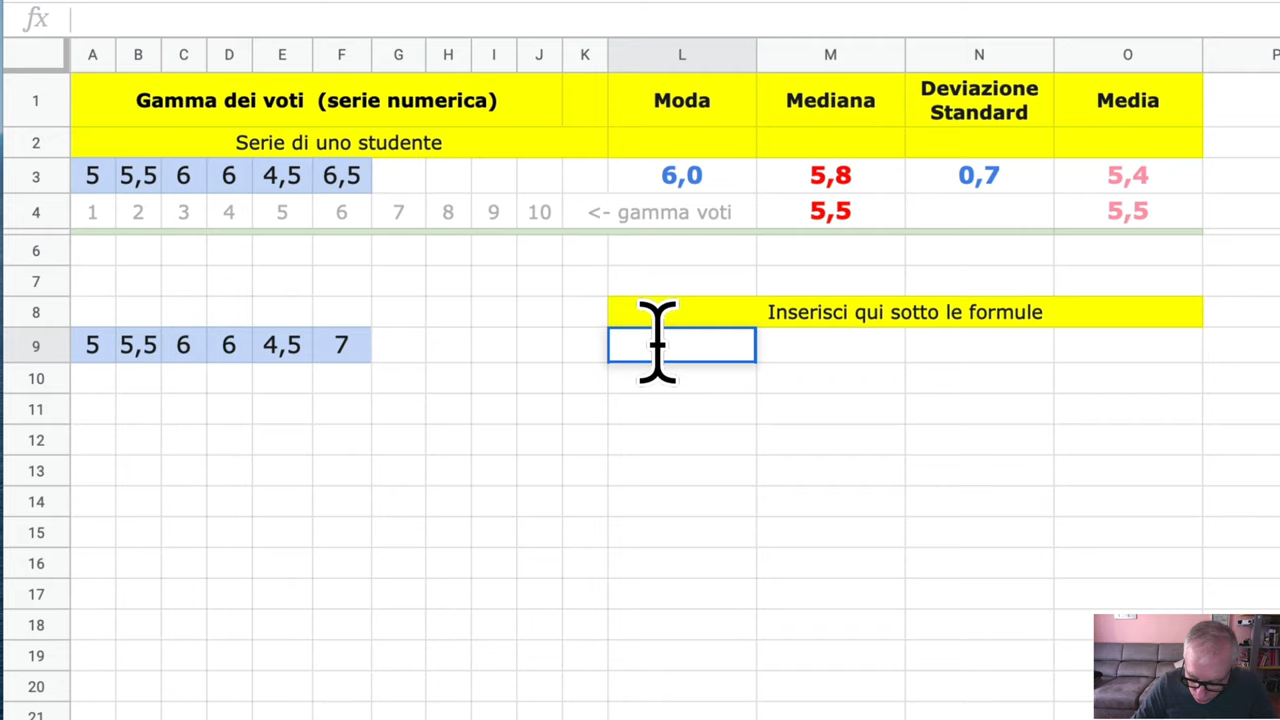 fx
A B C D E F G H I J K L M N O P
1 Gamma dei voti (serie numerica) Moda Mediana Deviazione Standard Media
2 Serie di uno studente
3 5 5,5 6 6 4,5 6,5 6,0 5,8 0,7 5,4
4 1 2 3 4 5 6 7 8 9 10 <- gamma voti 5,5 5,5
6
7
8 Inserisci qui sotto le formule
9 5 5,5 6 6 4,5 7
10
11
12
13
14
15
16
17
18
19
20
21